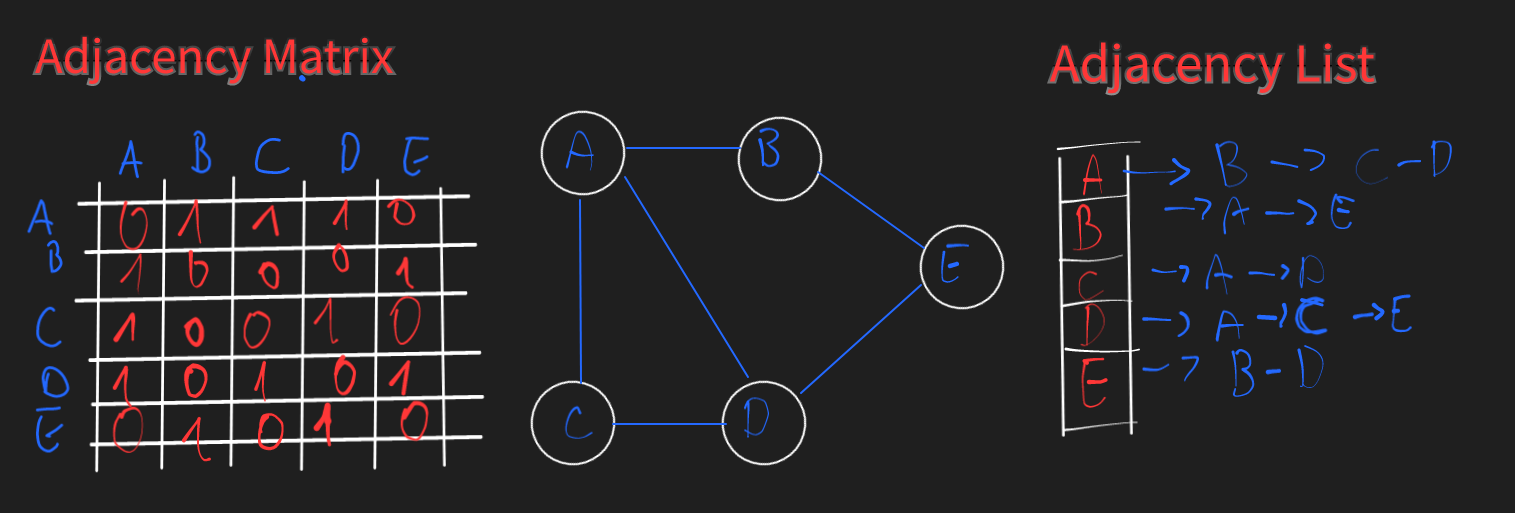 Adjacency Matrix
A B C D E
A 0 1 1 1 0
B 1 0 0 0 1
C 1 0 0 1 0
D 1 0 1 0 1
E 0 1 0 1 0
A B
E
C D
Adjacency List
A → B → C - D
B → A → E
C → A → D
D → A → C → E
E → B - D